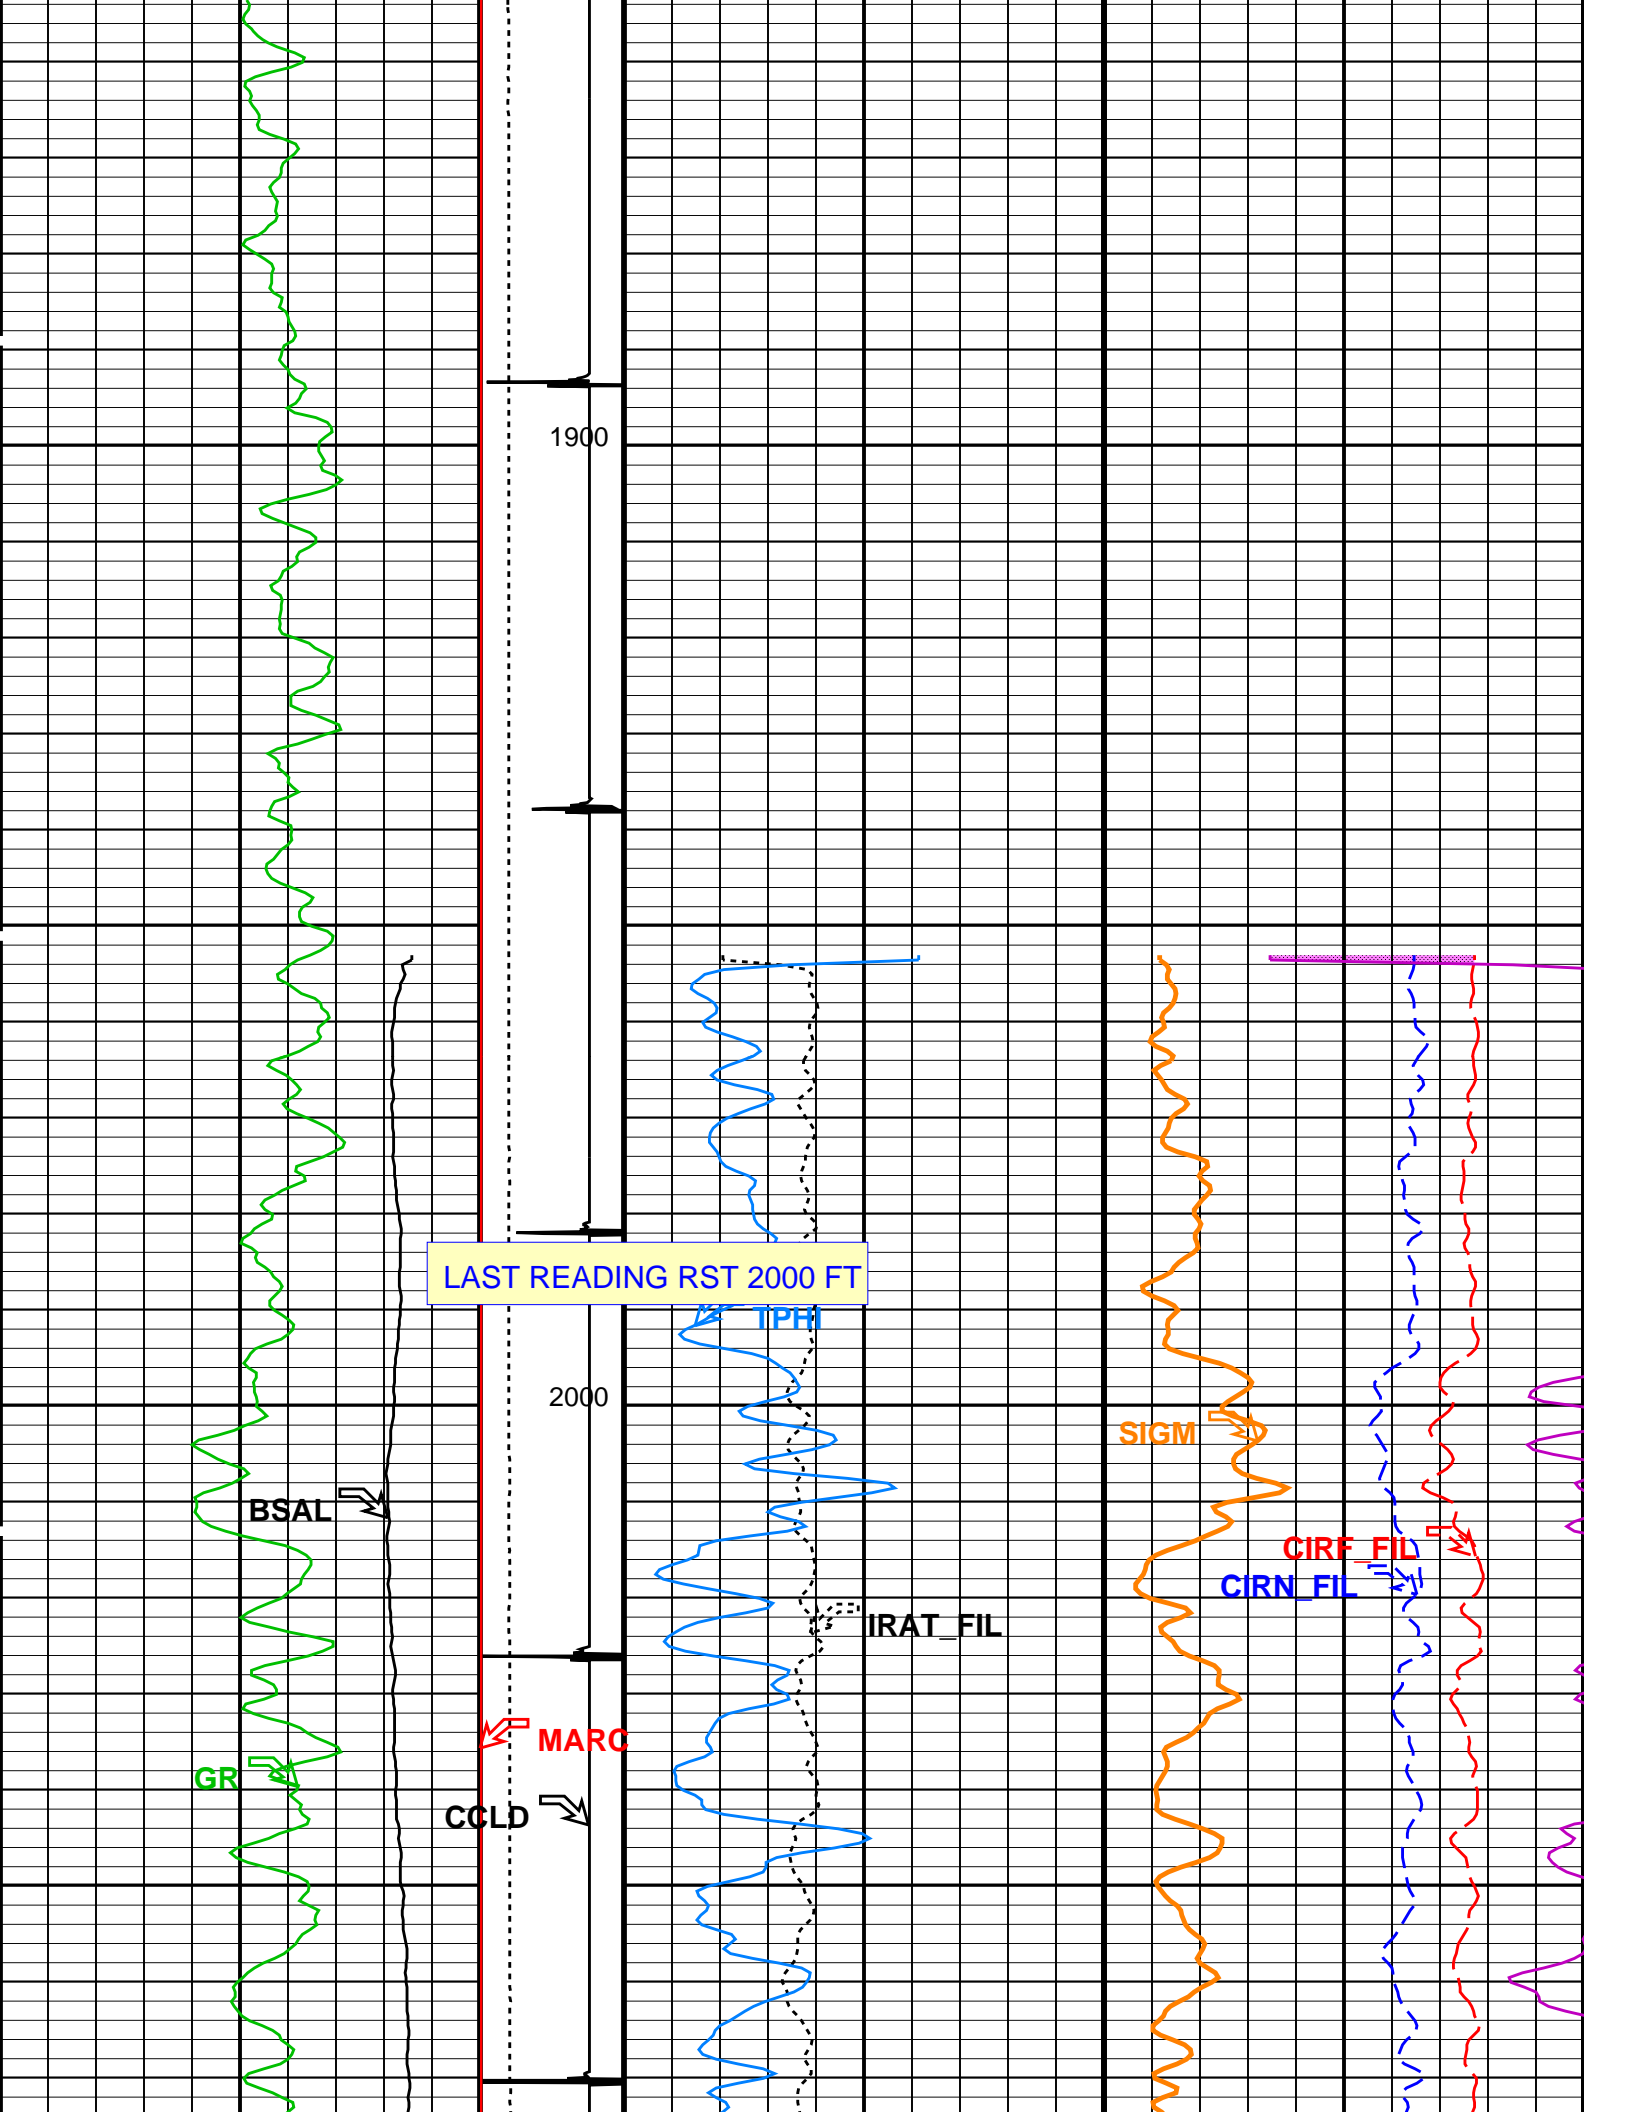 1900
LAST READING RST 2000 FT
TPHI
2000
SIGM
BSAL
CIRF_FIL
CIRN_FIL
IRAT_FIL
MARC
GR
CCLD